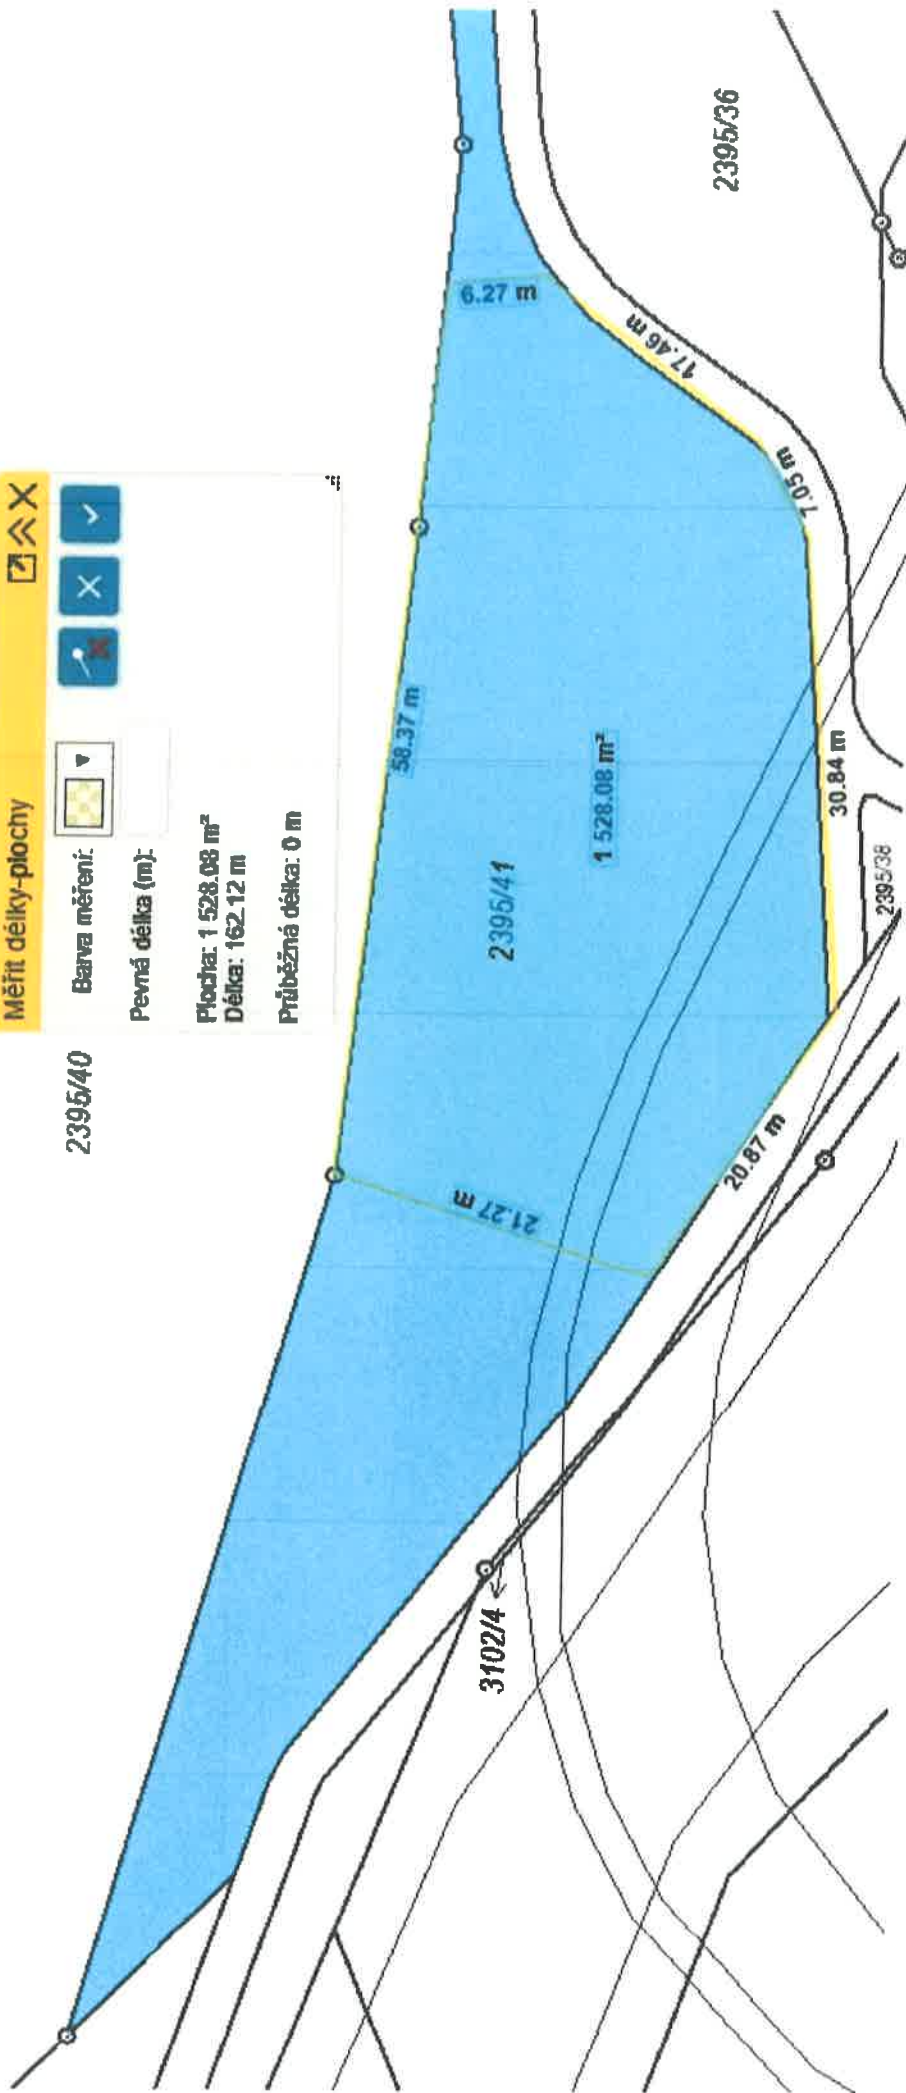 Měřit délky-plochy
Barva měření:
Pevná délka (m):
Plocha: 1 528.08 m²
Délka: 162.12 m
Průběžná délka: 0 m
2395/40
2395/36
6.27 m
17.46 m
7.05 m
58.37 m
1 528.08 m²
2395/41
30.84 m
2395/38
20.87 m
21.27 m
3102/4